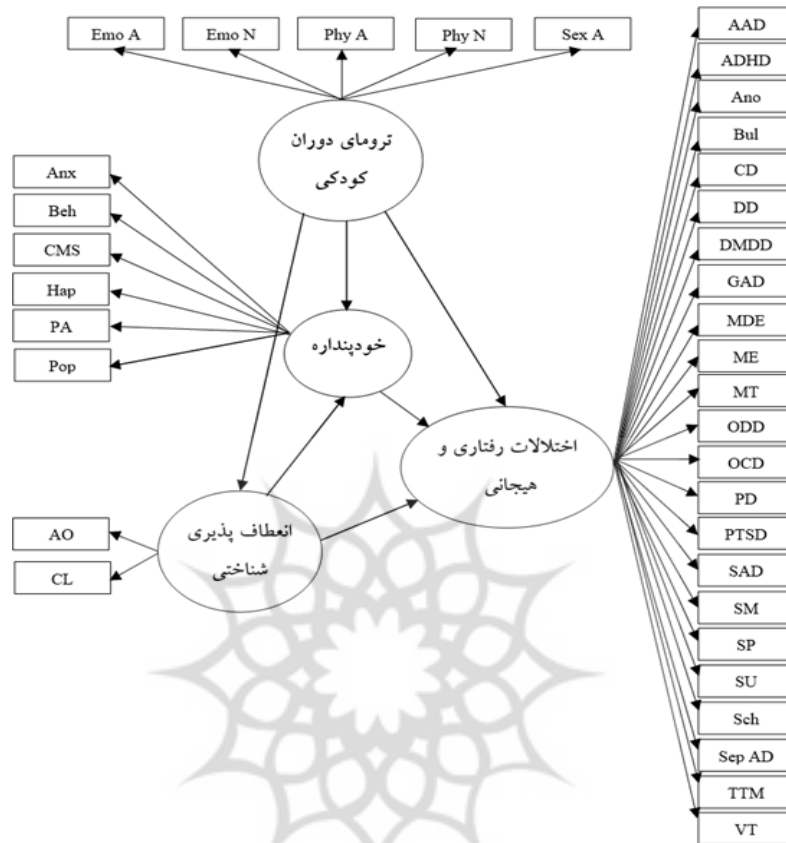 Emo A
Emo N
Phy A
Phy N
Sex A
ترومای دوران
کودکی
Anx
Beh
CMS
Hap
PA
Pop
خودپنداره
اختلالات رفتاری و
هیجانی
انعطاف پذیری
شناختی
AO
CL
AAD
ADHD
Ano
Bul
CD
DD
DMDD
GAD
MDE
ME
MT
ODD
OCD
PD
PTSD
SAD
SM
SP
SU
Sch
Sep AD
TTM
VT